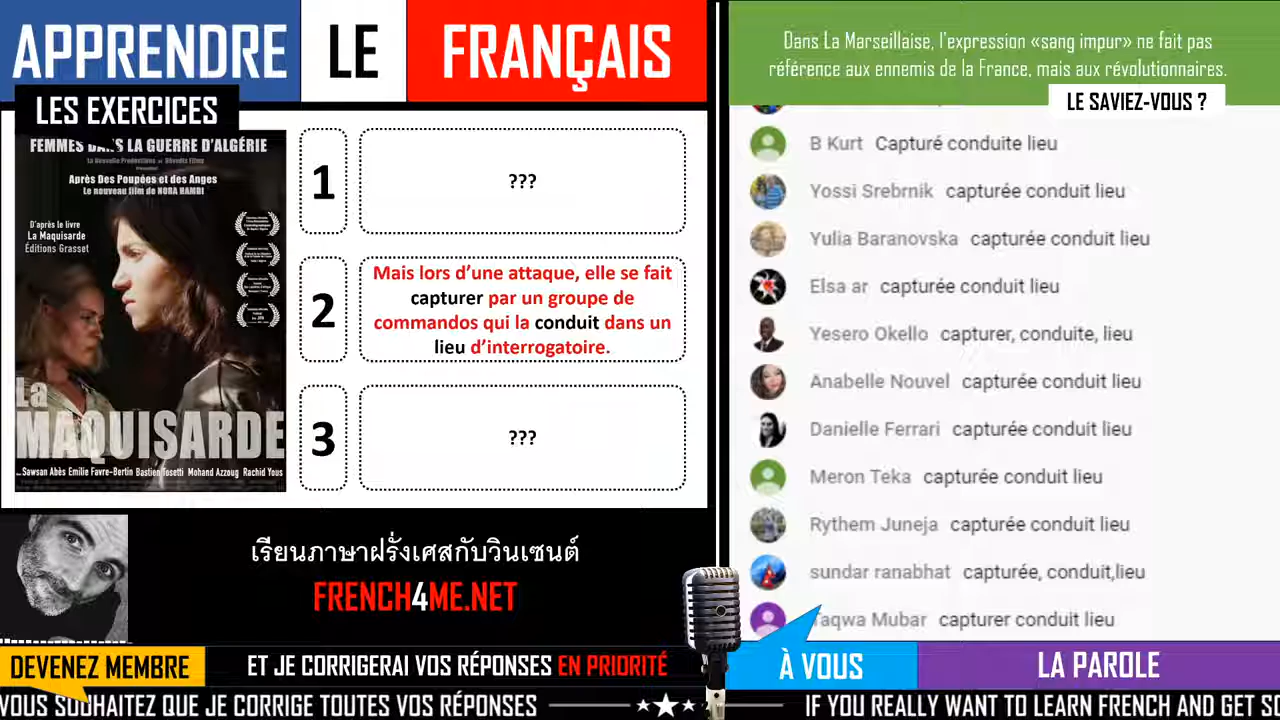 APPRENDRE LE FRANÇAIS
LES EXERCICES
FEMMES DANS LA GUERRE D'ALGÉRIE
Après Des Poupées et des Anges
Le nouveau film de NORA HAMDI
D'après le livre
La Maquisarde
Éditions Grasset
La
MAQUISARDE
Sawsan Abès Emilie Favre-Bertin Bastien Tosetti Mohand Azzoug Rachid Yous
1
???
2
Mais lors d'une attaque, elle se fait
capturer par un groupe de
commandos qui la conduit dans un
lieu d'interrogatoire.
3
???
เรียนภาษาฝรั่งเศสกับวินเซนต์
FRENCH4ME.NET
DEVENEZ MEMBRE
ET JE CORRIGERAI VOS RÉPONSES EN PRIORITÉ
Dans La Marseillaise, l'expression «sang impur» ne fait pas
référence aux ennemis de la France, mais aux révolutionnaires.
LE SAVIEZ-VOUS ?
B Kurt Capturé conduite lieu
Yossi Srebrnik capturée conduit lieu
Yulia Baranovska capturée conduit lieu
Elsa ar capturée conduit lieu
Yesero Okello capturer, conduite, lieu
Anabelle Nouvel capturée conduit lieu
Danielle Ferrari capturée conduit lieu
Meron Teka capturée conduit lieu
Rythem Juneja capturée conduit lieu
sundar ranabhat capturée, conduit,lieu
Taqwa Mubar capturer conduit lieu
À VOUS
LA PAROLE
VOUS SOUHAITEZ QUE JE CORRIGE TOUTES VOS RÉPONSES
IF YOU REALLY WANT TO LEARN FRENCH AND GET